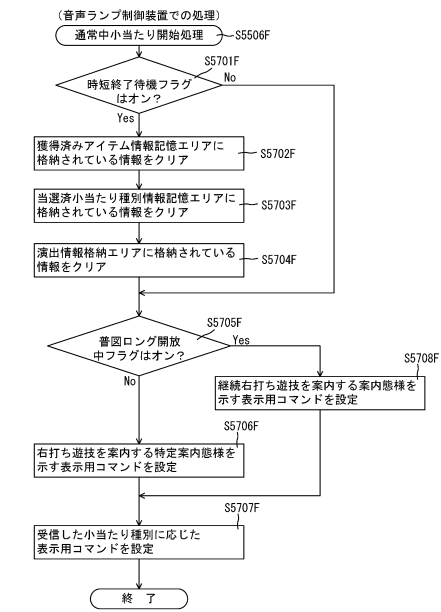 (音声ランプ制御装置での処理)
通常中小当たり開始処理
S5506F
S5701F
時短終了待機フラグ
はオン?
No
Yes
獲得済みアイテム情報記憶エリアに
格納されている情報をクリア
S5702F
当選済小当たり種別情報記憶エリアに
格納されている情報をクリア
S5703F
演出情報格納エリアに格納されている
情報をクリア
S5704F
S5705F
普図ロング開放
中フラグはオン?
Yes
No
S5708F
継続右打ち遊技を案内する案内態様を
示す表示用コマンドを設定
S5706F
右打ち遊技を案内する特定案内態様を
示す表示用コマンドを設定
S5707F
受信した小当たり種別に応じた
表示用コマンドを設定
終 了